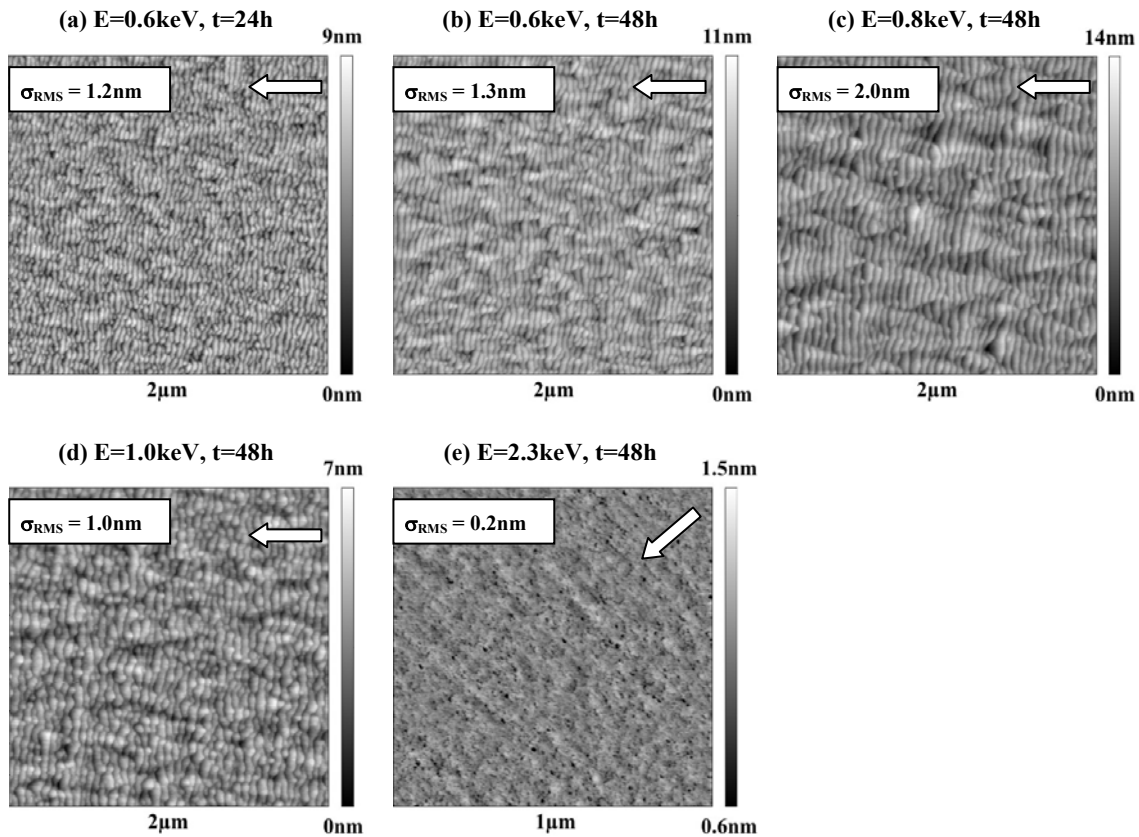 (a) E=0.6keV, t=24h
9nm
σRMS = 1.2nm
2µm
0nm
(b) E=0.6keV, t=48h
11nm
σRMS = 1.3nm
2µm
0nm
(c) E=0.8keV, t=48h
14nm
σRMS = 2.0nm
2µm
0nm
(d) E=1.0keV, t=48h
7nm
σRMS = 1.0nm
2µm
0nm
(e) E=2.3keV, t=48h
1.5nm
σRMS = 0.2nm
1µm
0.6nm